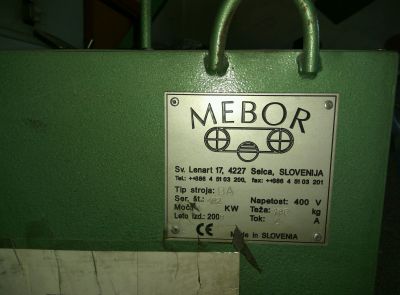 MEBOR
Sv. Lenart 17, 4227 Selca, SLOVENIJA
Tel.: ++386 4 51 03 200, fax: ++386 4 51 03 201
Tip stroja:
Ser. št.: Napetost: 400 V
Moč: KW Teža: kg
Leto izd.: 200 Tok: A
CE Made in SLOVENIA